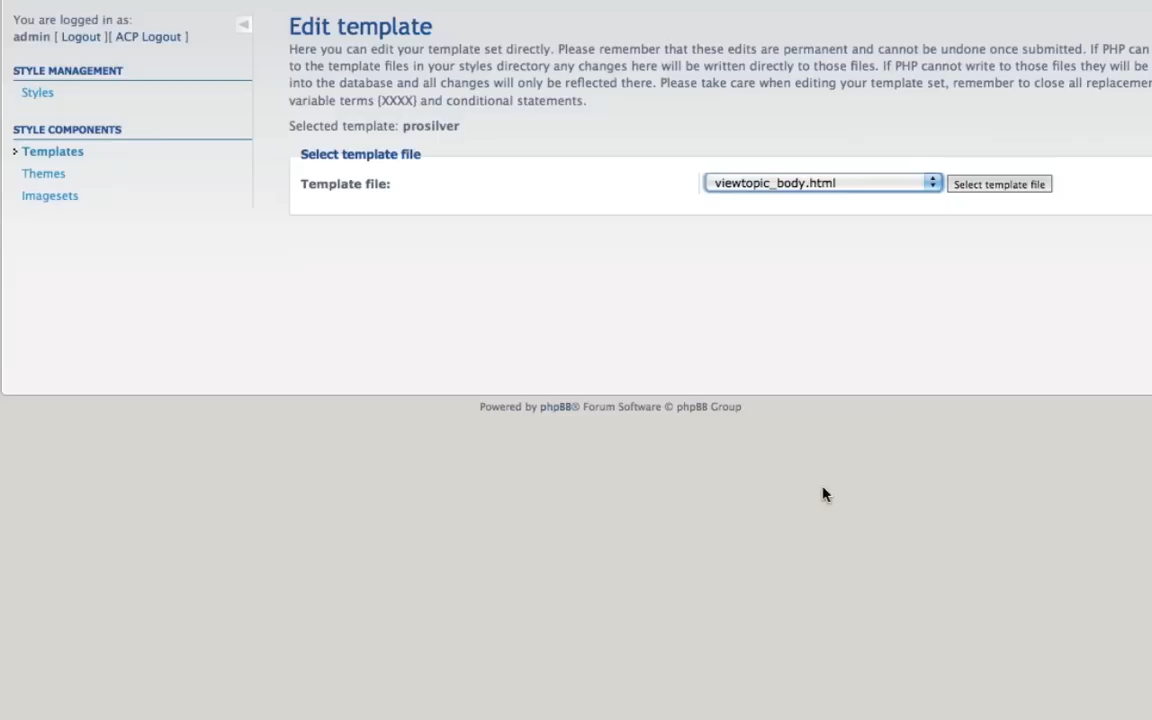 You are logged in as:
admin [ Logout ][ ACP Logout ]
STYLE MANAGEMENT
Styles
STYLE COMPONENTS
Templates
Themes
Imagesets
Edit template
Here you can edit your template set directly. Please remember that these edits are permanent and cannot be undone once submitted. If PHP can
to the template files in your styles directory any changes here will be written directly to those files. If PHP cannot write to those files they will be
into the database and all changes will only be reflected there. Please take care when editing your template set, remember to close all replacemer
variable terms {XXXX} and conditional statements.
Selected template: prosilver
Select template file
Template file:
viewtopic_body.html
Select template file
Powered by phpBB® Forum Software © phpBB Group